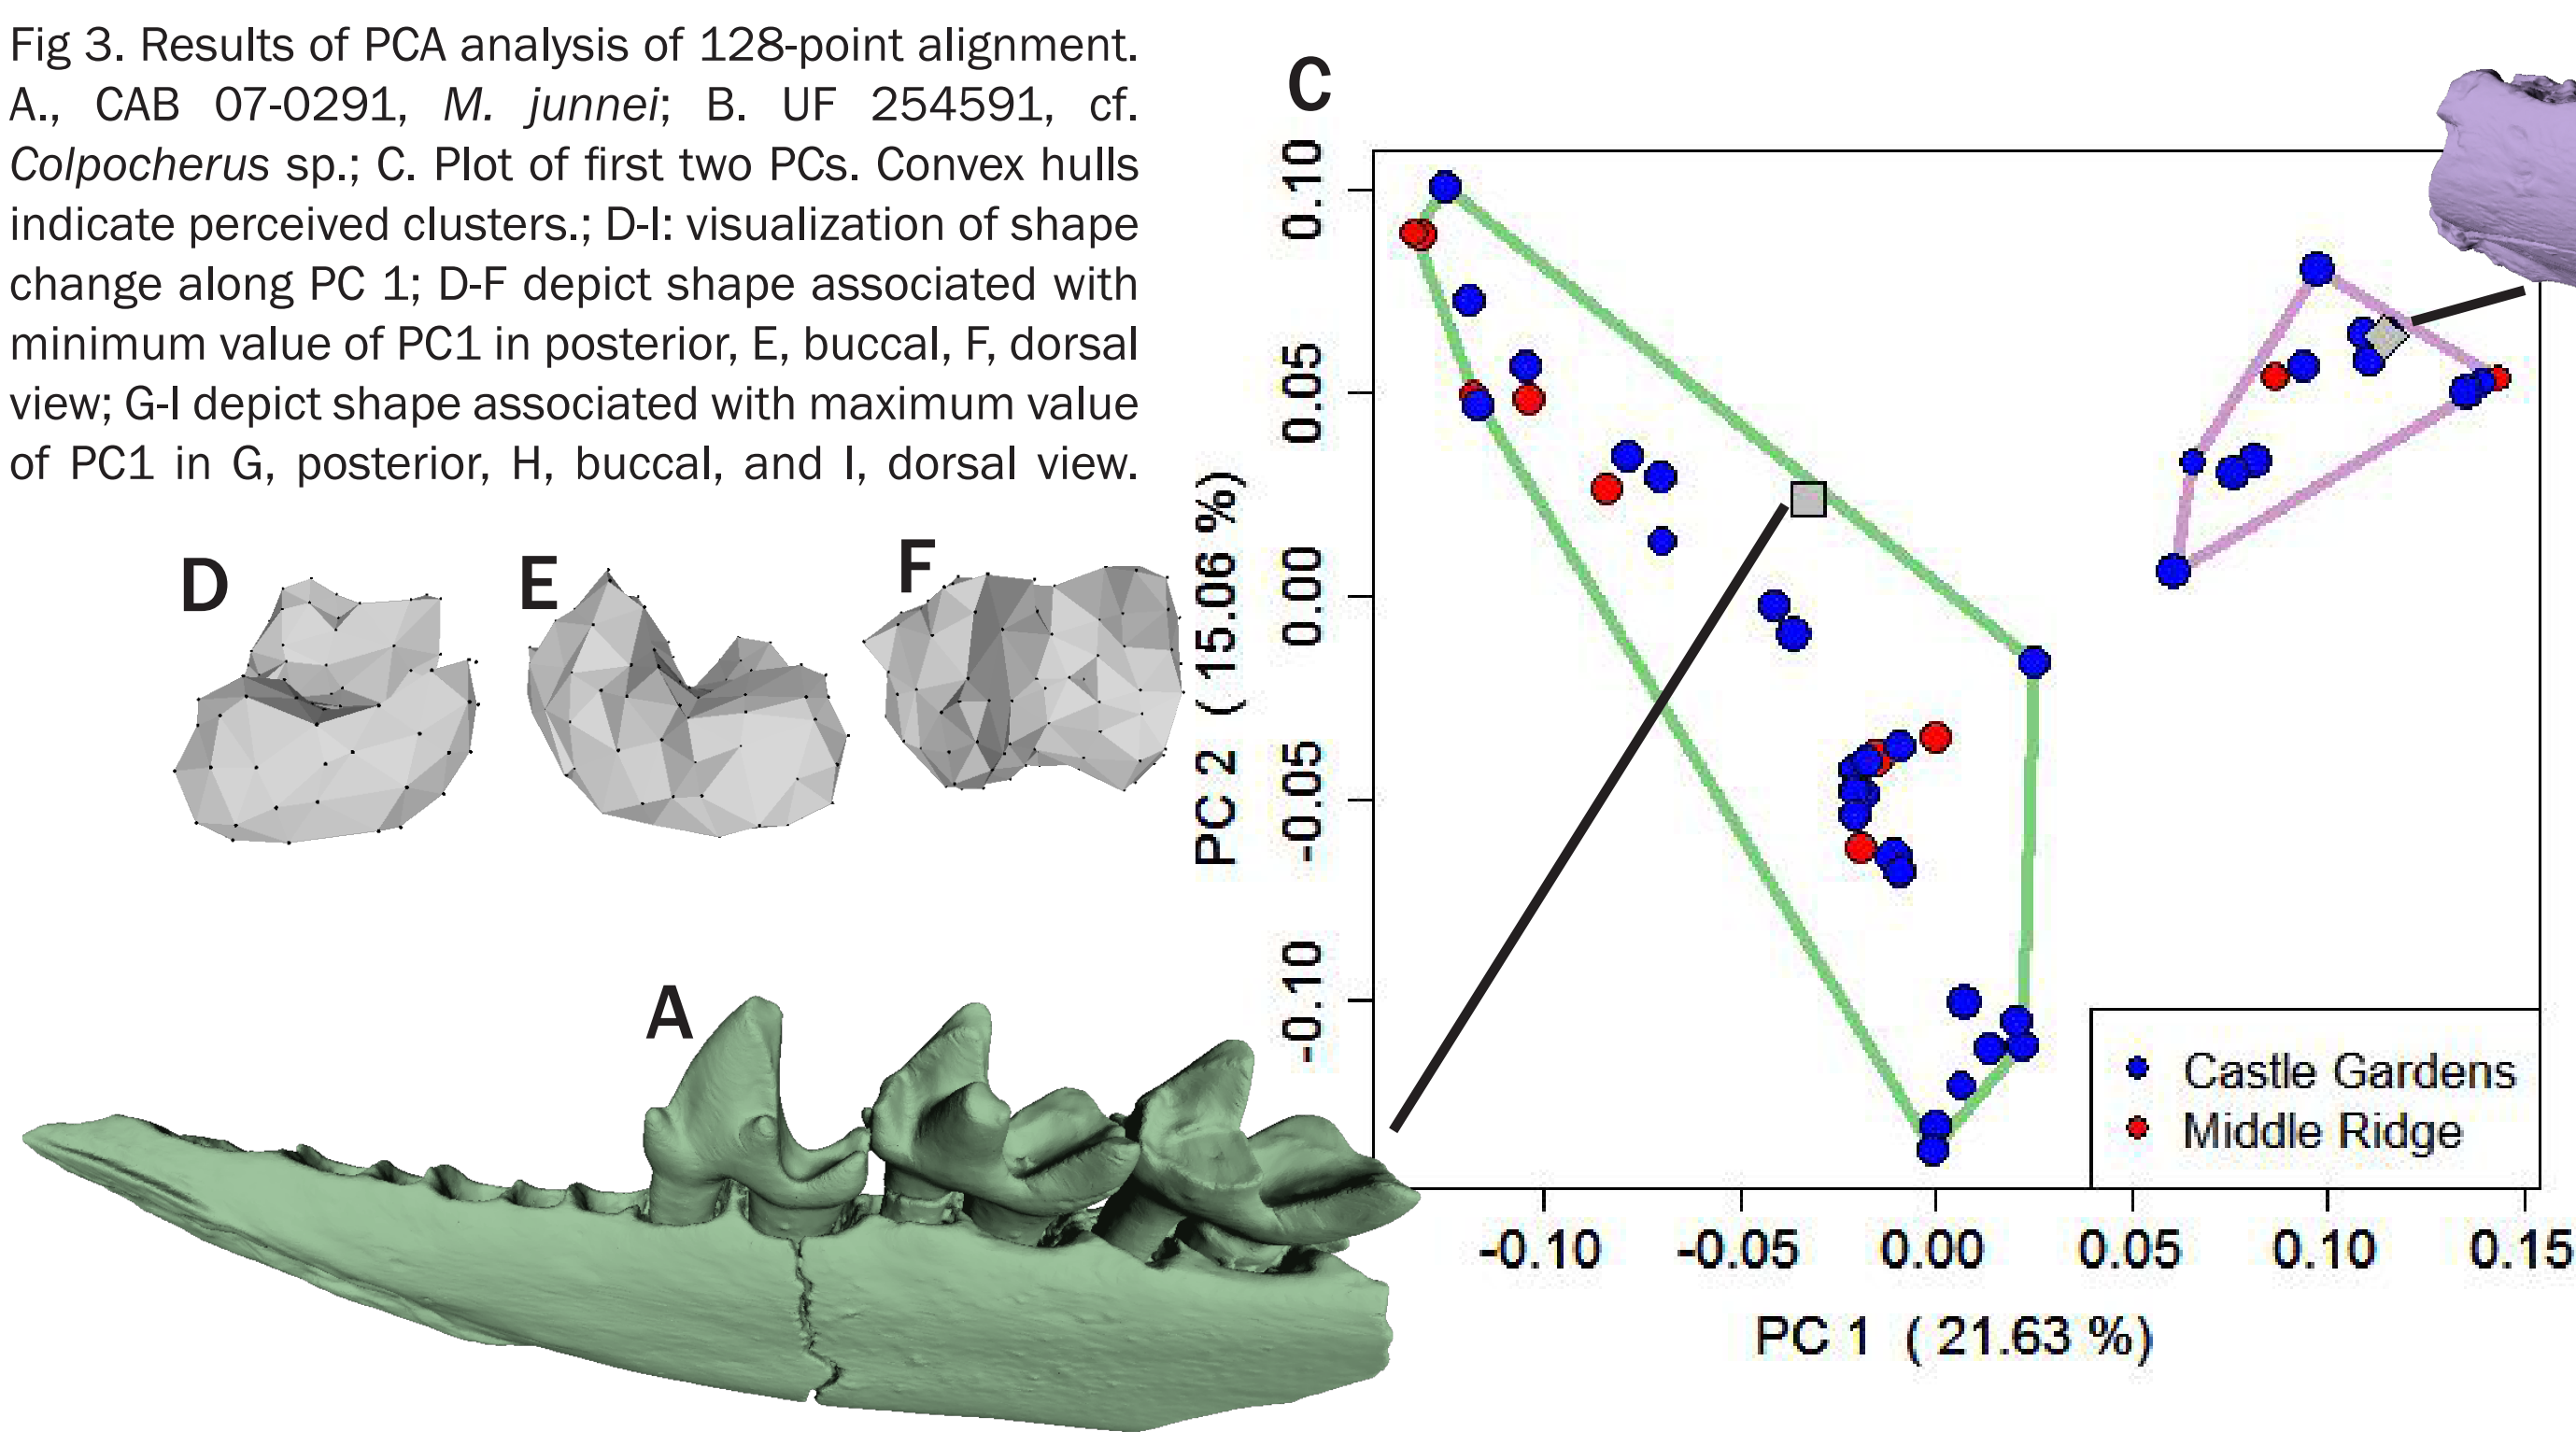 Fig 3. Results of PCA analysis of 128-point alignment.
A., CAB 07-0291, M. junnei; B. UF 254591, cf.
Colpocherus sp.; C. Plot of first two PCs. Convex hulls
indicate perceived clusters.; D-I: visualization of shape
change along PC 1; D-F depict shape associated with
minimum value of PC1 in posterior, E, buccal, F, dorsal
view; G-I depict shape associated with maximum value
of PC1 in G, posterior, H, buccal, and I, dorsal view.
D
E
F
A
C
PC 2 ( 15.06 %)
0.10
0.05
0.00
-0.05
-0.10
Castle Gardens
Middle Ridge
-0.10 -0.05 0.00 0.05 0.10 0.15
PC 1 ( 21.63 %)